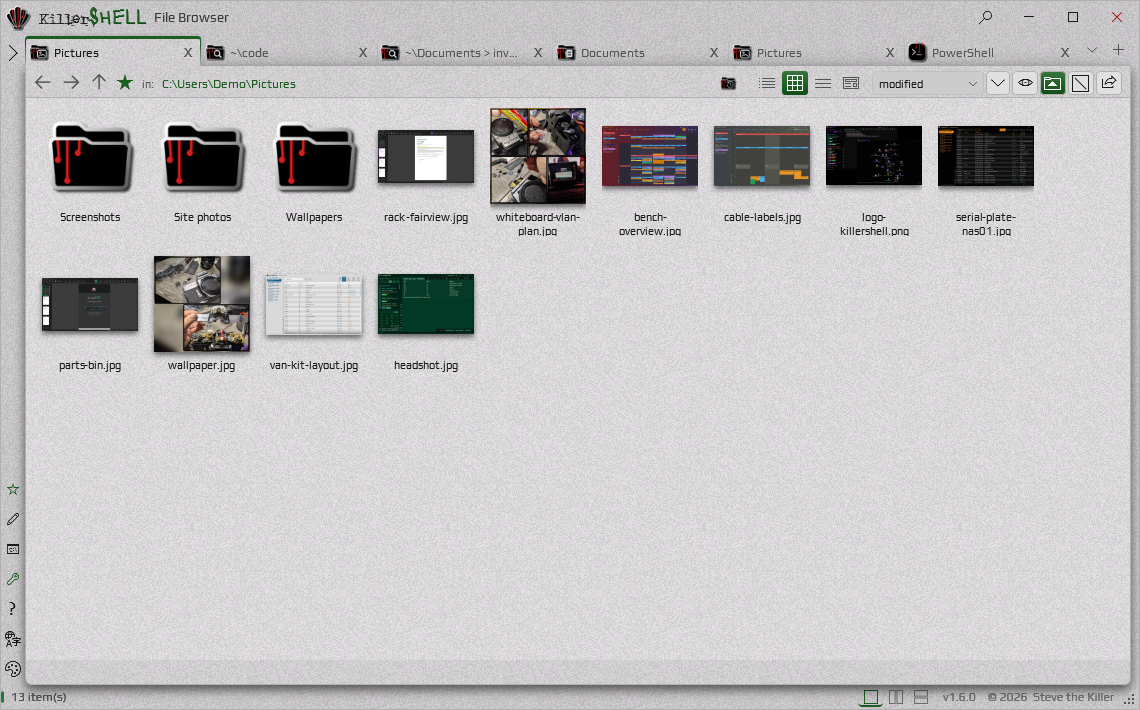 Killer$HELL File Browser
Pictures X
~\code X
~\Documents > inv... X
Documents X
Pictures X
PowerShell X
in: C:\Users\Demo\Pictures
modified
Screenshots
Site photos
Wallpapers
rack-fairview.jpg
whiteboard-vlan-
plan.jpg
bench-
overview.jpg
cable-labels.jpg
logo-
killershell.png
serial-plate-
nas01.jpg
parts-bin.jpg
wallpaper.jpg
van-kit-layout.jpg
headshot.jpg
13 item(s)
v1.6.0 © 2026 Steve the Killer